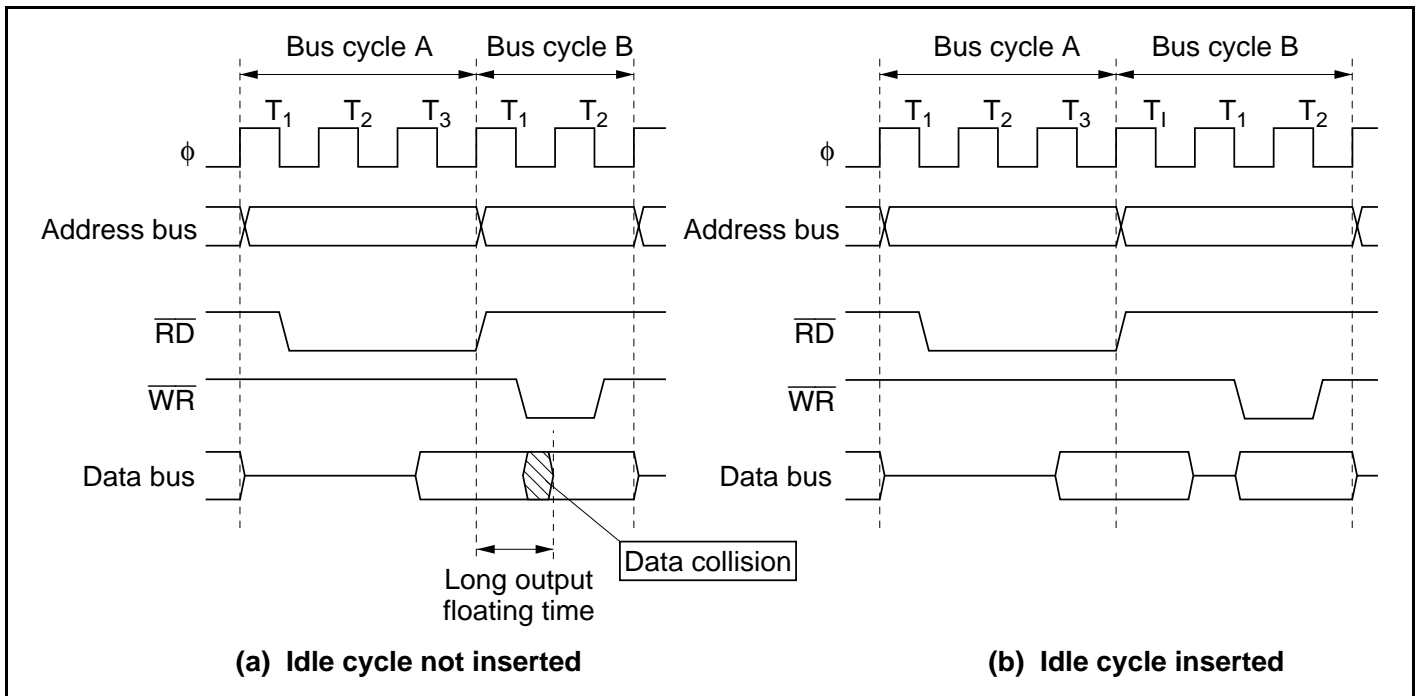 Bus cycle A Bus cycle B
T1 T2 T3 T1 T2
ϕ
Address bus
RD
WR
Data bus
Data collision
Long output
floating time
(a) Idle cycle not inserted
Bus cycle A Bus cycle B
T1 T2 T3 TI T1 T2
ϕ
Address bus
RD
WR
Data bus
(b) Idle cycle inserted